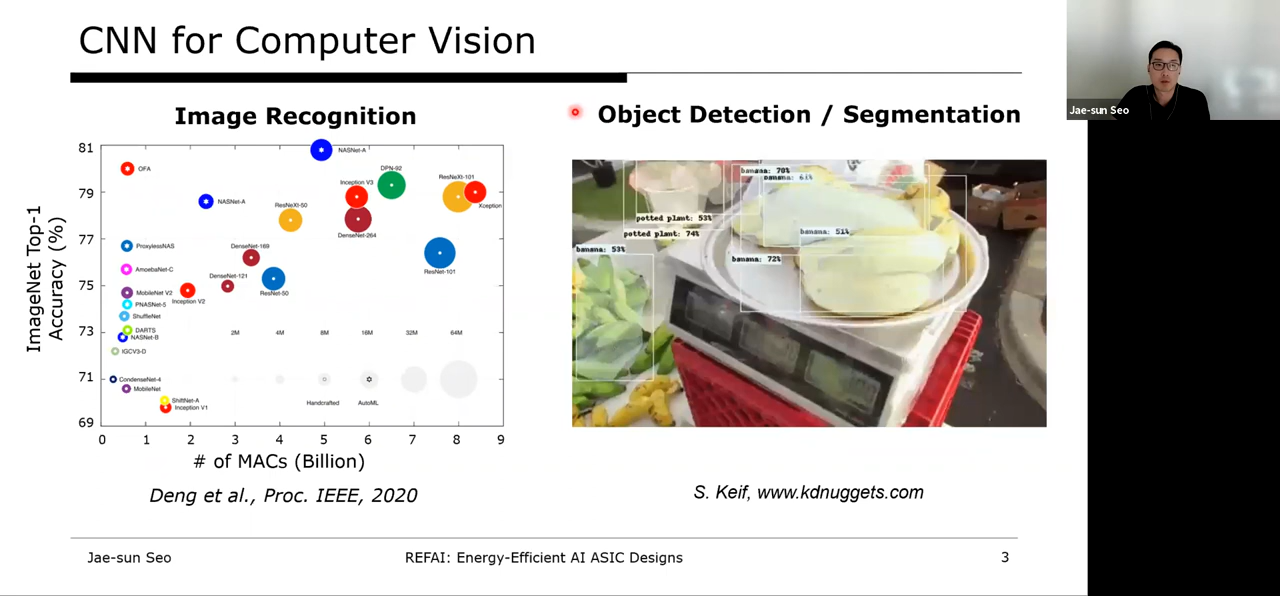 CNN for Computer Vision
Jae-sun Seo
Image Recognition
Object Detection / Segmentation
ImageNet Top-1
Accuracy (%)
81
79
77
75
73
71
69
NASNet-A
OFA
DPN-92
Inception V3
ResNeXt-101
Xception
NASNet-A
ResNeXt-50
DenseNet-264
ProxylessNAS
DenseNet-169
ResNet-101
AmoebaNet-C
DenseNet-121
ResNet-50
MobileNet V2
Inception V2
PNASNet-5
ShuffleNet
DARTS
NASNet-B
2M 4M 8M 16M 32M 64M
IGCV3-D
CondenseNet-4
MobileNet
Handcrafted AutoML
ShiftNet-A
Inception V1
0 1 2 3 4 5 6 7 8 9
# of MACs (Billion)
Deng et al., Proc. IEEE, 2020
banana: 70%
banana: 61%
potted plant: 53%
potted plant: 74%
banana: 51%
banana: 53%
banana: 72%
S. Keif, www.kdnuggets.com
Jae-sun Seo
REFAI: Energy-Efficient AI ASIC Designs
3